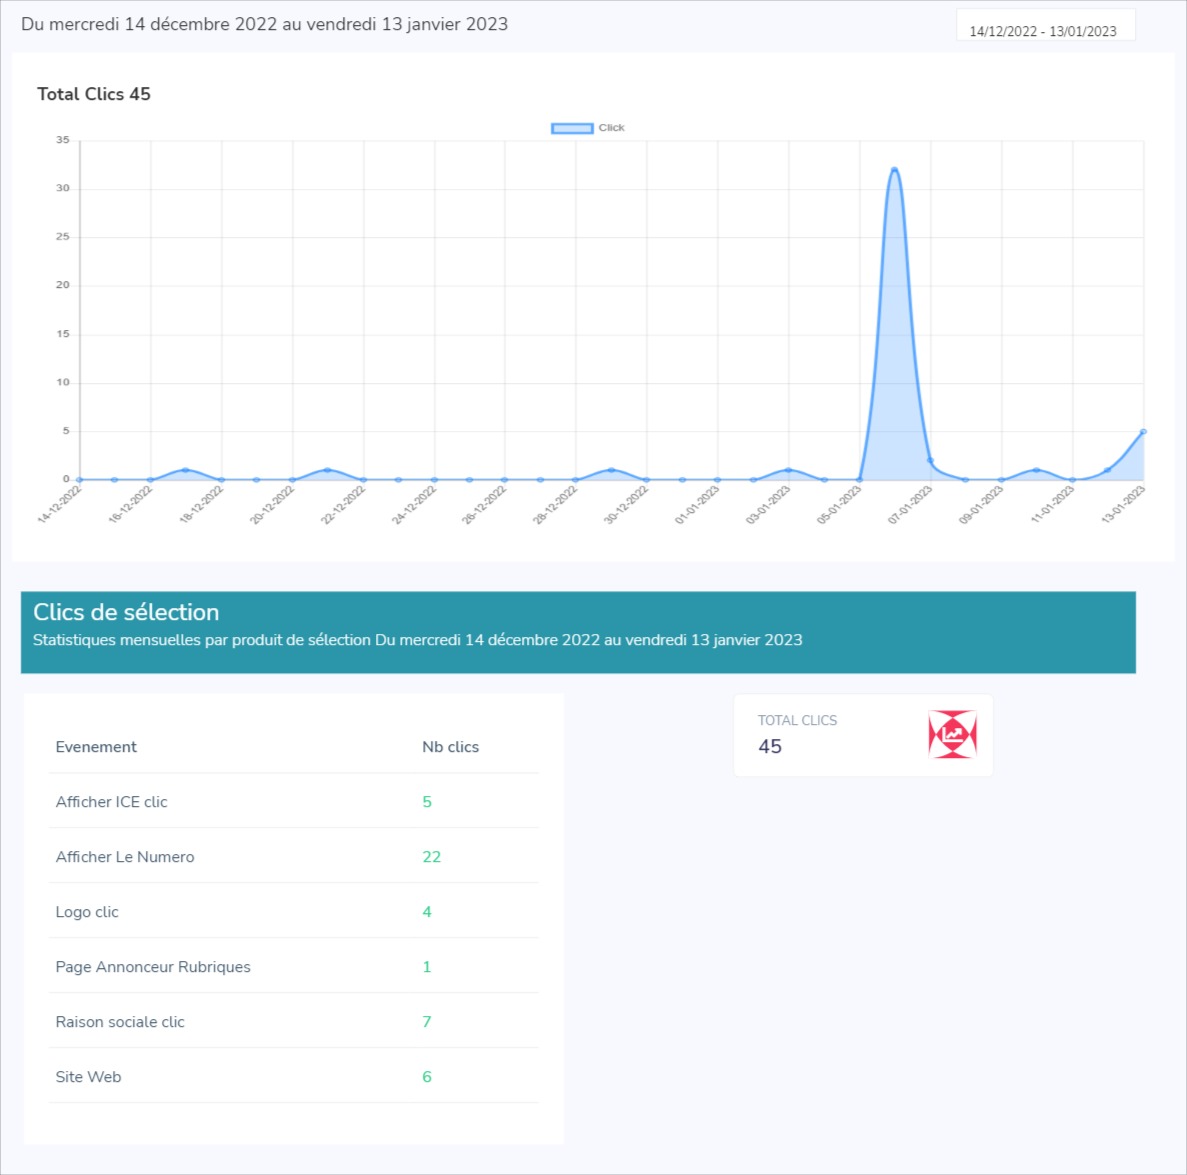 Du mercredi 14 décembre 2022 au vendredi 13 janvier 2023
14/12/2022 - 13/01/2023
Total Clics 45
Click
35
30
25
20
15
10
5
0
14-12-2022
16-12-2022
18-12-2022
20-12-2022
22-12-2022
24-12-2022
26-12-2022
28-12-2022
30-12-2022
01-01-2023
03-01-2023
05-01-2023
07-01-2023
09-01-2023
11-01-2023
13-01-2023
Clics de sélection
Statistiques mensuelles par produit de sélection Du mercredi 14 décembre 2022 au vendredi 13 janvier 2023
Evenement Nb clics
Afficher ICE clic 5
Afficher Le Numero 22
Logo clic 4
Page Annonceur Rubriques 1
Raison sociale clic 7
Site Web 6
TOTAL CLICS
45